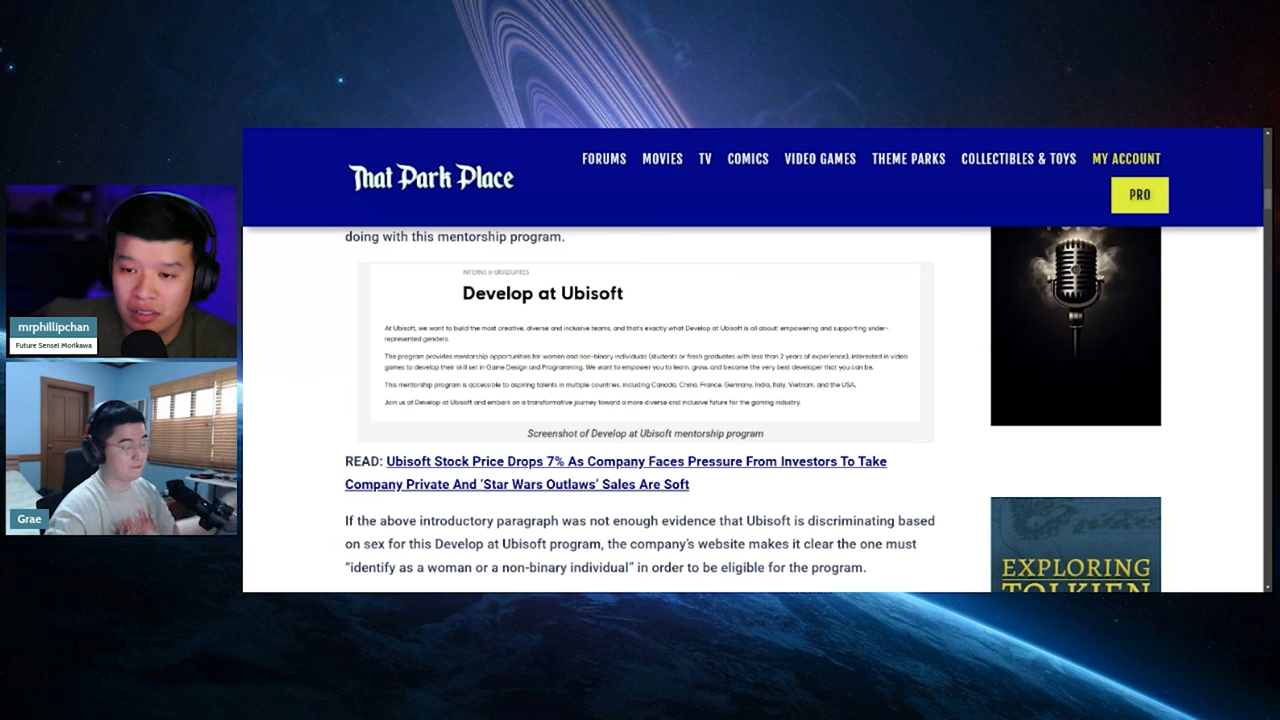 That Park Place
FORUMS MOVIES TV COMICS VIDEO GAMES THEME PARKS COLLECTIBLES & TOYS MY ACCOUNT
PRO
doing with this mentorship program.
INTERNS & GRADUATES
Develop at Ubisoft
At Ubisoft, we want to build the most creative, diverse and inclusive teams, and that's exactly what Develop at Ubisoft is all about: empowering and supporting under-
represented genders.
The program provides mentorship opportunities for women and non-binary individuals (students or fresh graduates with less than 2 years of experience), interested in video
games to develop their skill set in Game Design and Programming. We want to empower you to learn, grow, and become the very best developer that you can be.
This mentorship program is accessible to aspiring talents in multiple countries, including Canada, China, France, Germany, India, Italy, Vietnam, and the USA.
Join us at Develop at Ubisoft and embark on a transformative journey toward a more diverse and inclusive future for the gaming industry.
Screenshot of Develop at Ubisoft mentorship program
READ: Ubisoft Stock Price Drops 7% As Company Faces Pressure From Investors To Take
Company Private And ‘Star Wars Outlaws’ Sales Are Soft
If the above introductory paragraph was not enough evidence that Ubisoft is discriminating based
on sex for this Develop at Ubisoft program, the company’s website makes it clear the one must
“identify as a woman or a non-binary individual” in order to be eligible for the program.
EXPLORING
TOLKIEN
mrphillipchan
Future Sensei Morikawa
Grae